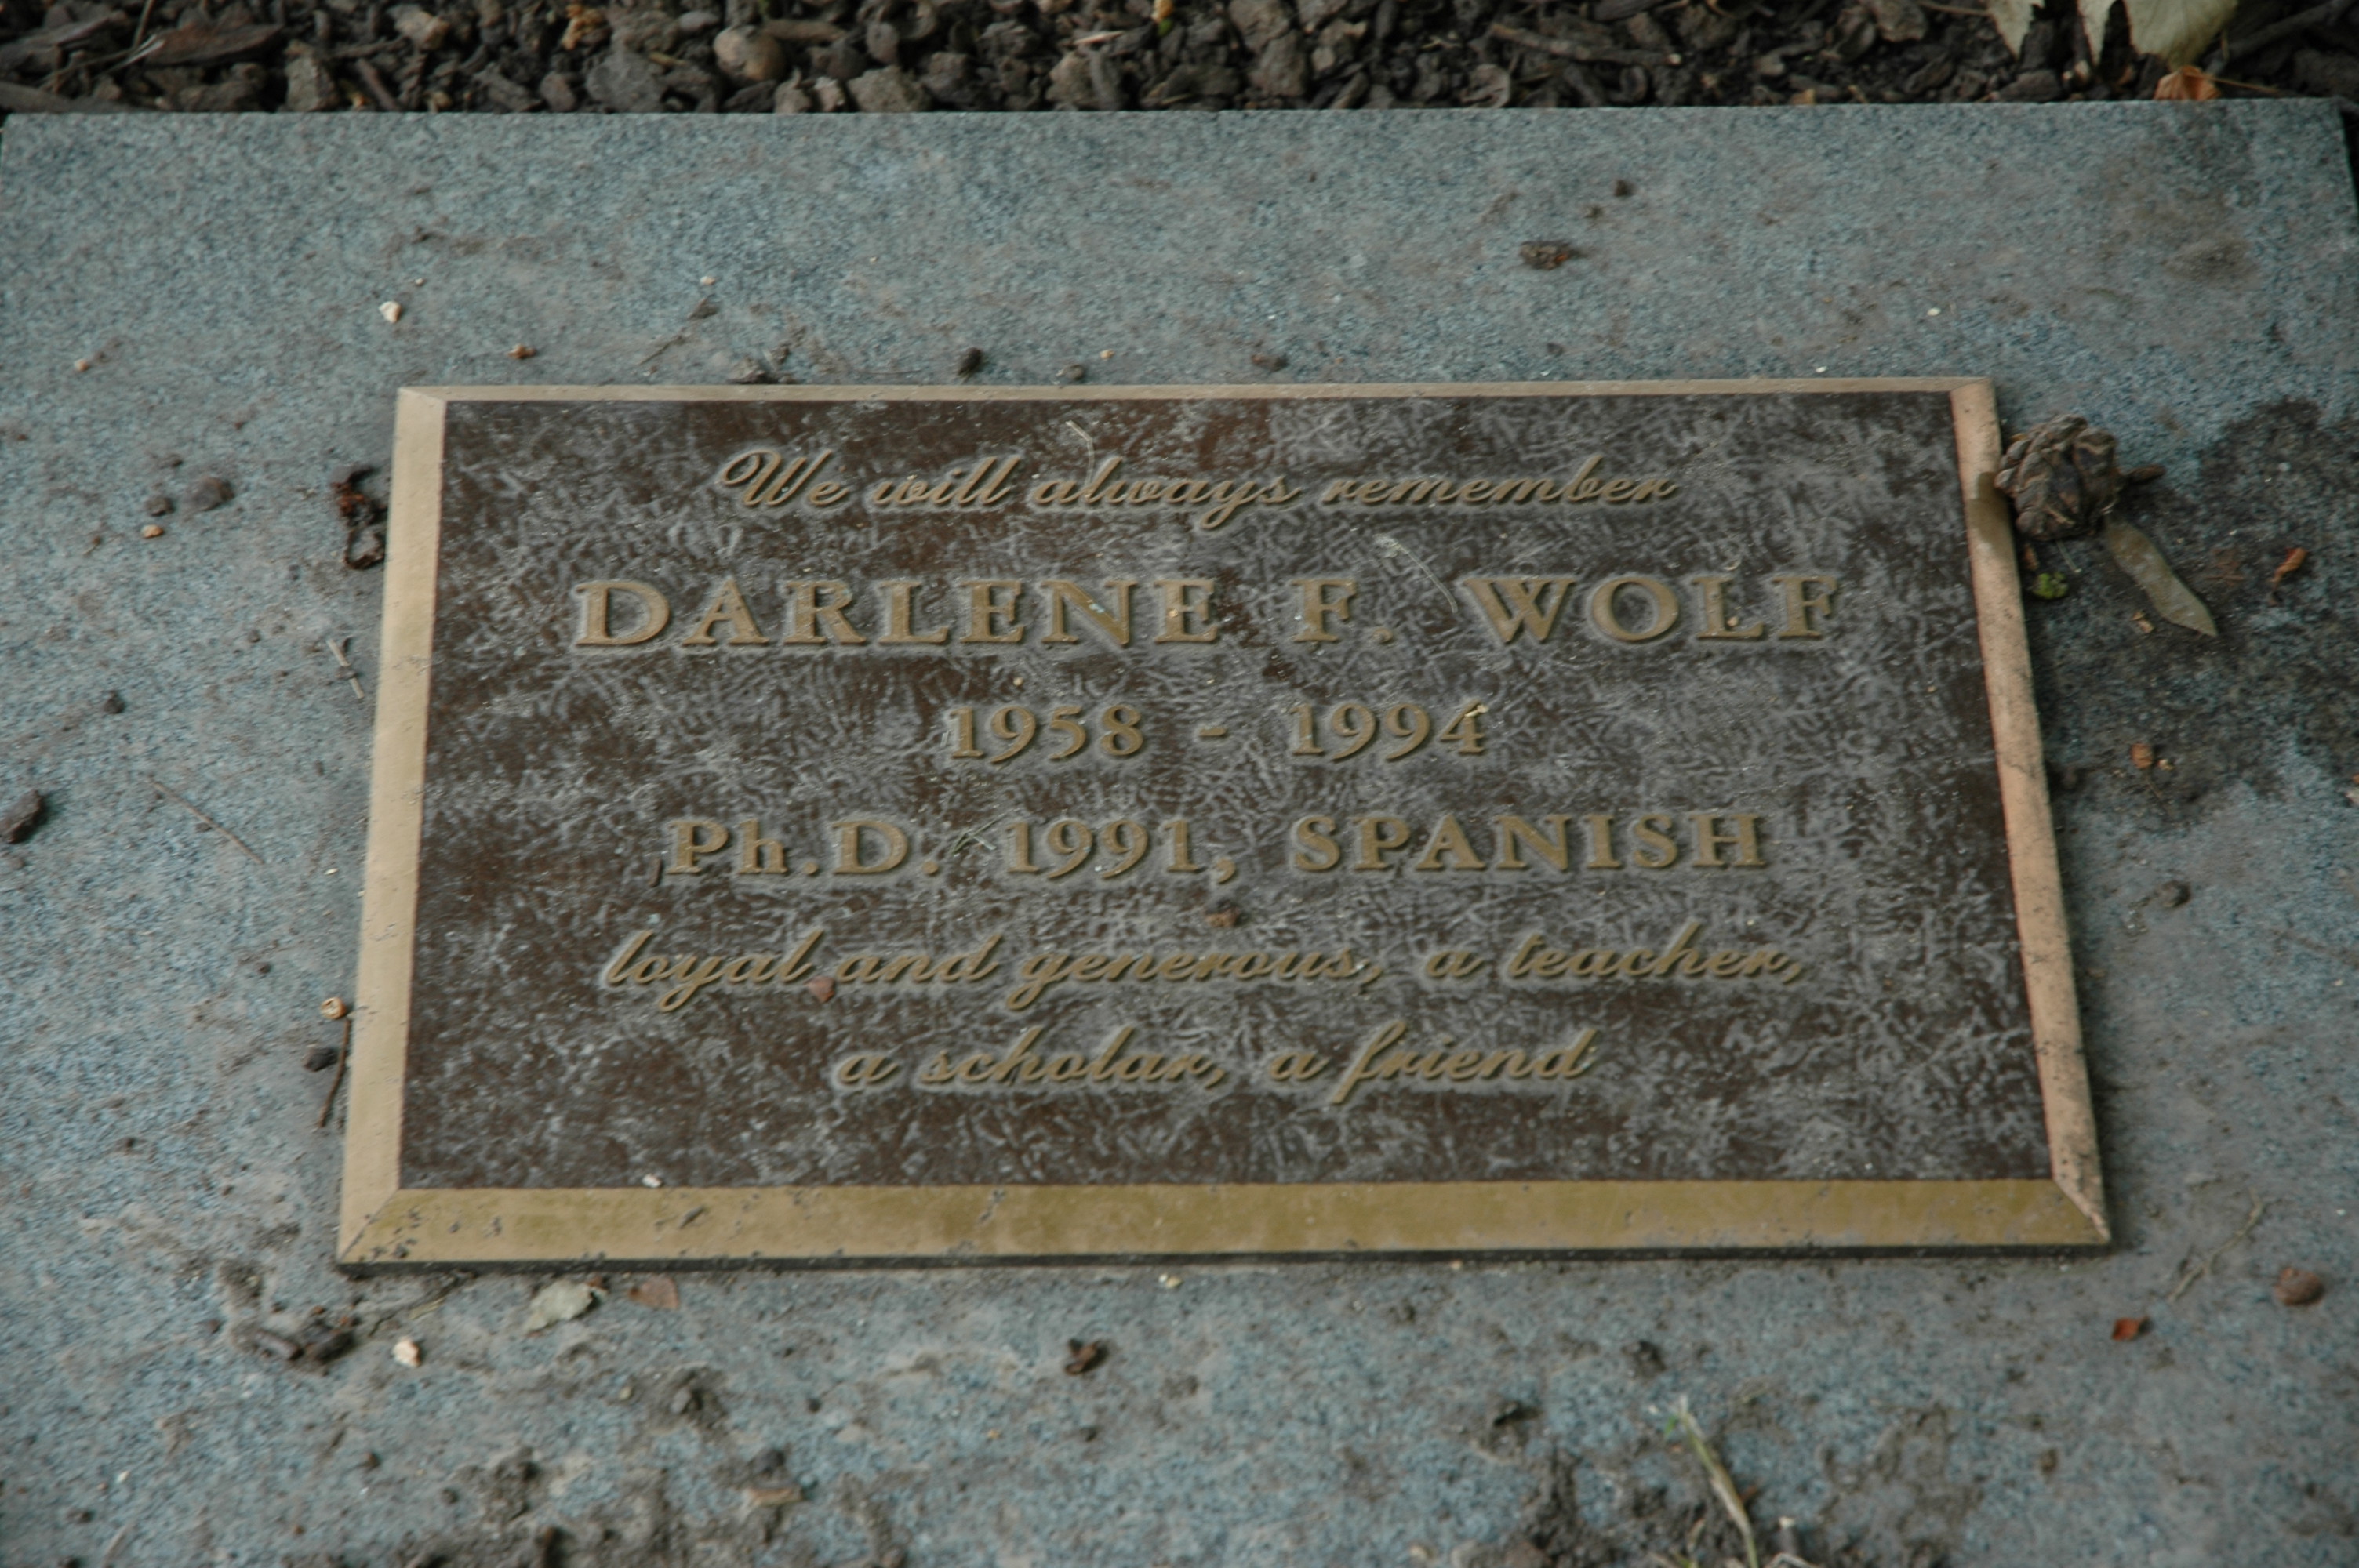 We will always remember
DARLENE F. WOLF
1958 - 1994
Ph.D. 1991, SPANISH
loyal and generous, a teacher,
a scholar, a friend